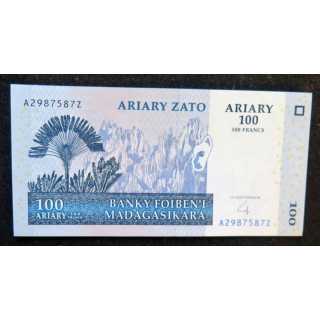 A2987587Z
ARIARY ZATO
ARIARY
100
500 FRANCS
100
ARIARY
BANKY FOIBEN'I
MADAGASIKARA
A2987587Z
100